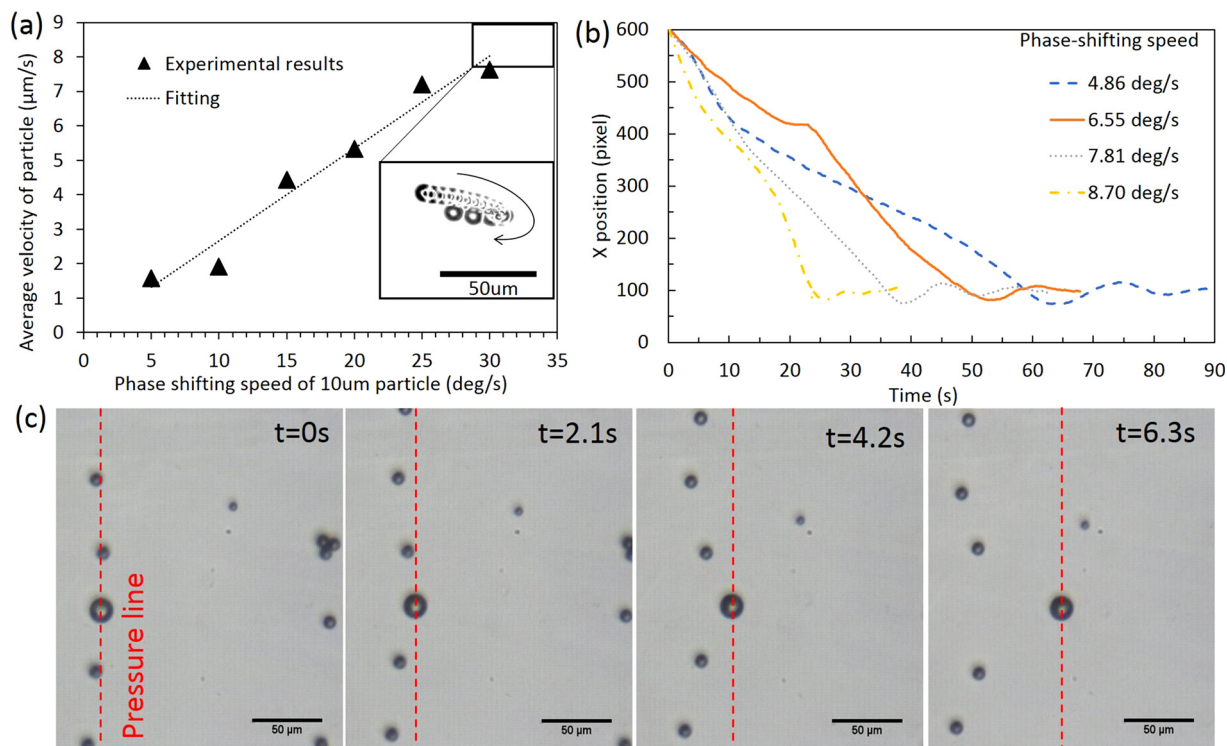 (a)
Average velocity of particle (µm/s)
9
8
7
6
5
4
3
2
1
0
Experimental results
Fitting
50um
0 5 10 15 20 25 30 35
Phase shifting speed of 10um particle (deg/s)
(b)
X position (pixel)
600
500
400
300
200
100
0
Phase-shifting speed
4.86 deg/s
6.55 deg/s
7.81 deg/s
8.70 deg/s
0 10 20 30 40 50 60 70 80 90
Time (s)
(c)
t=0s
Pressure line
50 µm
t=2.1s
50 µm
t=4.2s
50 µm
t=6.3s
50 µm